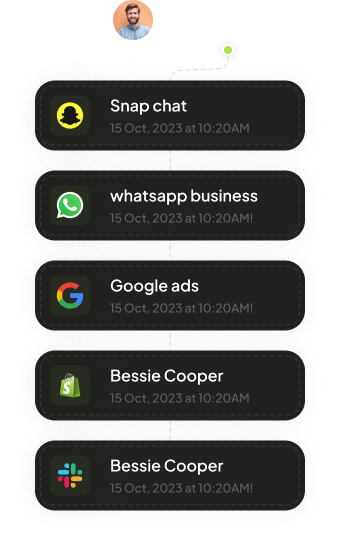 Snap chat
15 Oct, 2023 at 10:20AM
whatsapp business
15 Oct, 2023 at 10:20AM!
Google ads
15 Oct, 2023 at 10:20AM!
Bessie Cooper
15 Oct, 2023 at 10:20AM
Bessie Cooper
15 Oct, 2023 at 10:20AM!